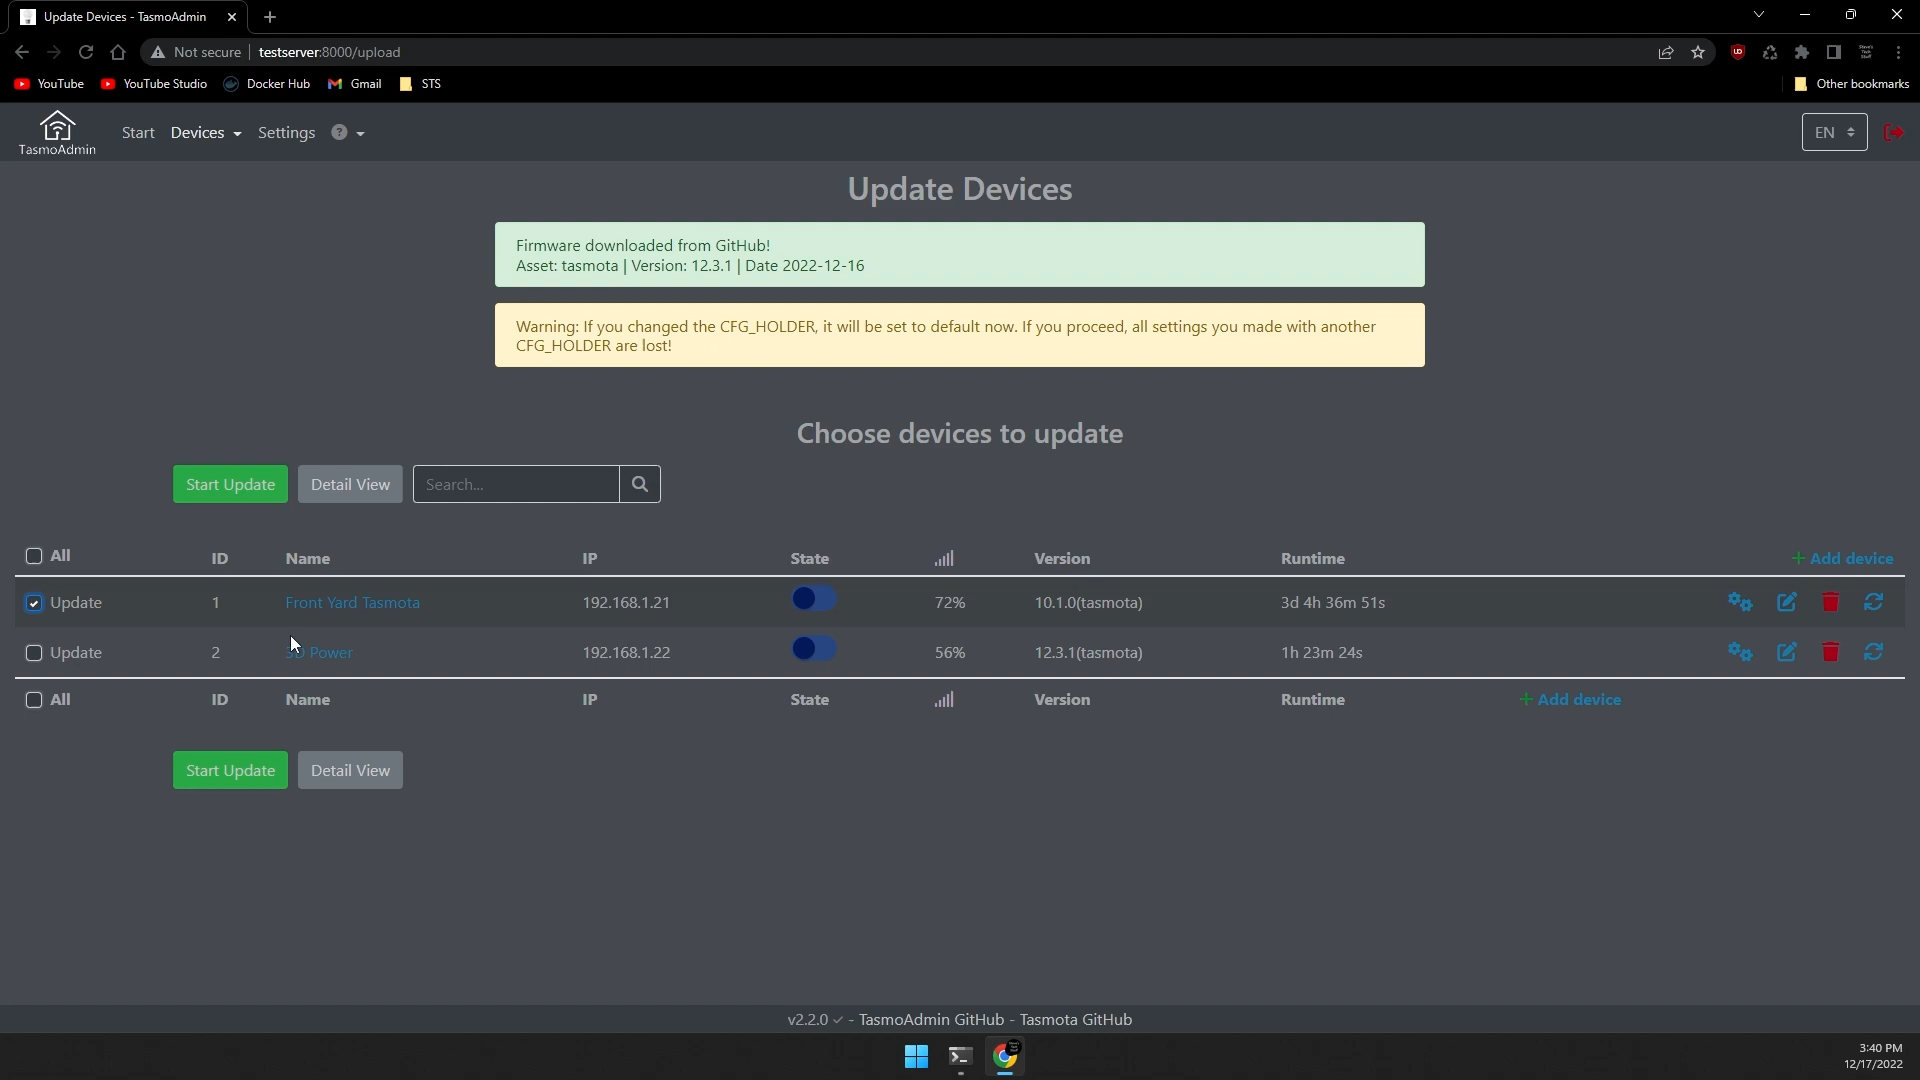 Update Devices - TasmoAdmin
Not secure testserver:8000/upload
YouTube YouTube Studio Docker Hub Gmail STS Other bookmarks
TasmoAdmin Start Devices Settings ? EN
Update Devices
Firmware downloaded from GitHub!
Asset: tasmota | Version: 12.3.1 | Date 2022-12-16
Warning: If you changed the CFG_HOLDER, it will be set to default now. If you proceed, all settings you made with another
CFG_HOLDER are lost!
Choose devices to update
Start Update Detail View Search...
All ID Name IP State Version Runtime + Add device
Update 1 Front Yard Tasmota 192.168.1.21 72% 10.1.0(tasmota) 3d 4h 36m 51s
Update 2 3D Power 192.168.1.22 56% 12.3.1(tasmota) 1h 23m 24s
All ID Name IP State Version Runtime + Add device
Start Update Detail View
v2.2.0 ✓ - TasmoAdmin GitHub - Tasmota GitHub
3:40 PM
12/17/2022